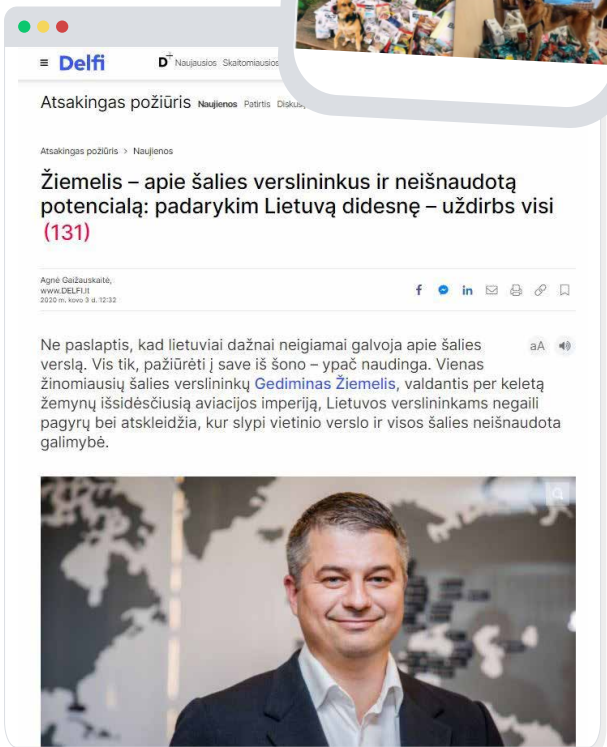 Delfi
D+ Naujausios Skaitomiausios
Atsakingas požiūris Naujienos Patirtis
Atsakingas požiūris > Naujienos
Žiemelis – apie šalies verslininkus ir neišnaudotą
potencialą: padarykim Lietuvą didesnę – uždirbs visi
(131)
Agnė Gaižauskaitė,
www.DELFI.lt
2020 m. kovo 3 d. 12:32
f in
Ne paslaptis, kad lietuviai dažnai neigiamai galvoja apie šalies
aA
verslą. Vis tik, pažiūrėti į save iš šono – ypač naudinga. Vienas
žinomiausių šalies verslininkų Gediminas Žiemelis, valdantis per keletą
žemynų išsidėsčiusią aviacijos imperiją, Lietuvos verslininkams negaili
pagyrų bei atskleidžia, kur slypi vietinio verslo ir visos šalies neišnaudota
galimybė.